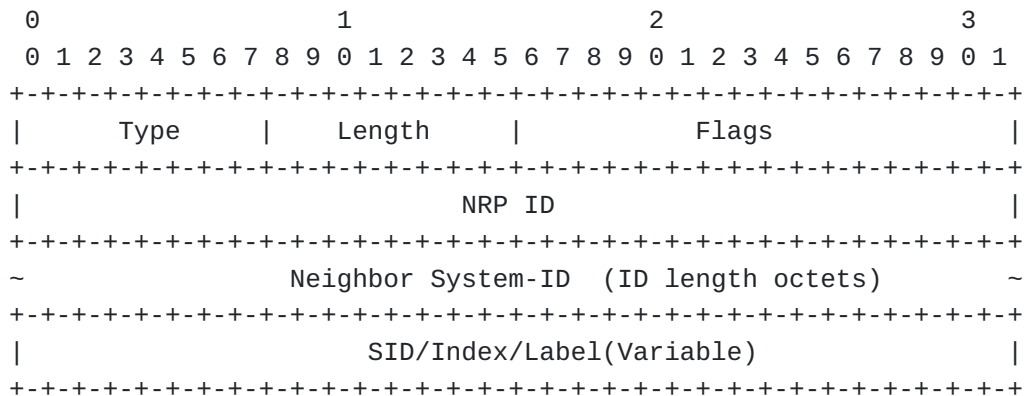 0                   1                   2                   3
 0 1 2 3 4 5 6 7 8 9 0 1 2 3 4 5 6 7 8 9 0 1 2 3 4 5 6 7 8 9 0 1
+-+-+-+-+-+-+-+-+-+-+-+-+-+-+-+-+-+-+-+-+-+-+-+-+-+-+-+-+-+-+-+-+
|      Type     |    Length     |           Flags               |
+-+-+-+-+-+-+-+-+-+-+-+-+-+-+-+-+-+-+-+-+-+-+-+-+-+-+-+-+-+-+-+-+
|                            NRP ID                             |
+-+-+-+-+-+-+-+-+-+-+-+-+-+-+-+-+-+-+-+-+-+-+-+-+-+-+-+-+-+-+-+-+
~                 Neighbor System-ID  (ID length octets)        ~
+-+-+-+-+-+-+-+-+-+-+-+-+-+-+-+-+-+-+-+-+-+-+-+-+-+-+-+-+-+-+-+-+
|                      SID/Index/Label(Variable)                |
+-+-+-+-+-+-+-+-+-+-+-+-+-+-+-+-+-+-+-+-+-+-+-+-+-+-+-+-+-+-+-+-+